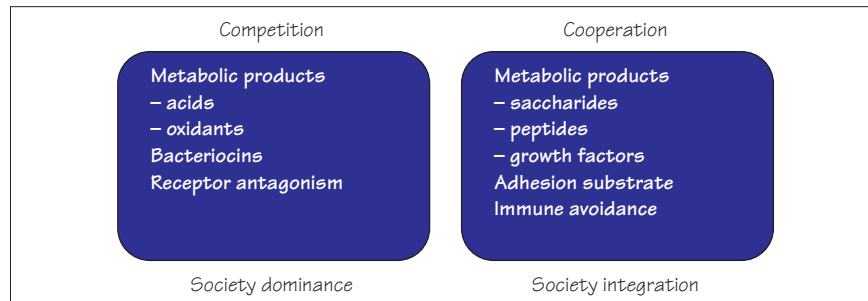 Competition
Metabolic products
– acids
– oxidants
Bacteriocins
Receptor antagonism
Society dominance
Cooperation
Metabolic products
– saccharides
– peptides
– growth factors
Adhesion substrate
Immune avoidance
Society integration